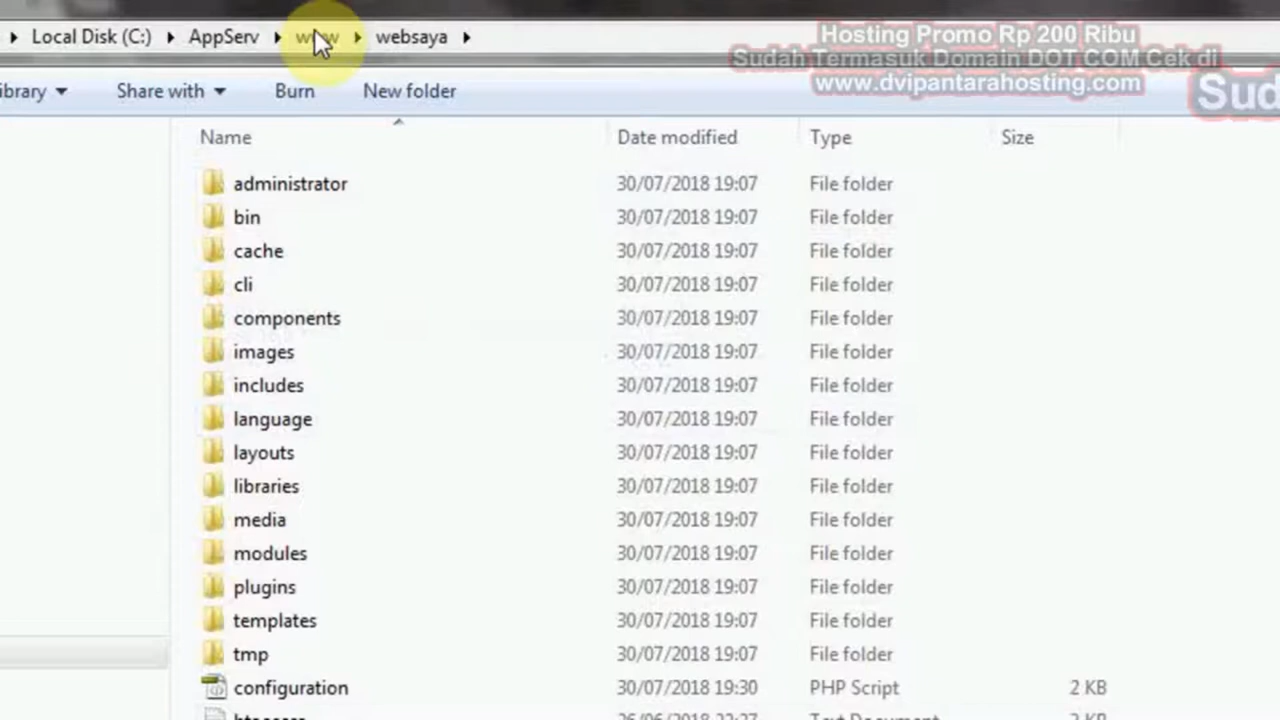 Local Disk (C:) AppServ www websaya
Hosting Promo Rp 200 Ribu
Sudah Termasuk Domain DOT COM Cek di
www.dvipantarahosting.com
Sud
ibrary Share with Burn New folder
Name Date modified Type Size
administrator 30/07/2018 19:07 File folder
bin 30/07/2018 19:07 File folder
cache 30/07/2018 19:07 File folder
cli 30/07/2018 19:07 File folder
components 30/07/2018 19:07 File folder
images 30/07/2018 19:07 File folder
includes 30/07/2018 19:07 File folder
language 30/07/2018 19:07 File folder
layouts 30/07/2018 19:07 File folder
libraries 30/07/2018 19:07 File folder
media 30/07/2018 19:07 File folder
modules 30/07/2018 19:07 File folder
plugins 30/07/2018 19:07 File folder
templates 30/07/2018 19:07 File folder
tmp 30/07/2018 19:07 File folder
configuration 30/07/2018 19:30 PHP Script 2 KB